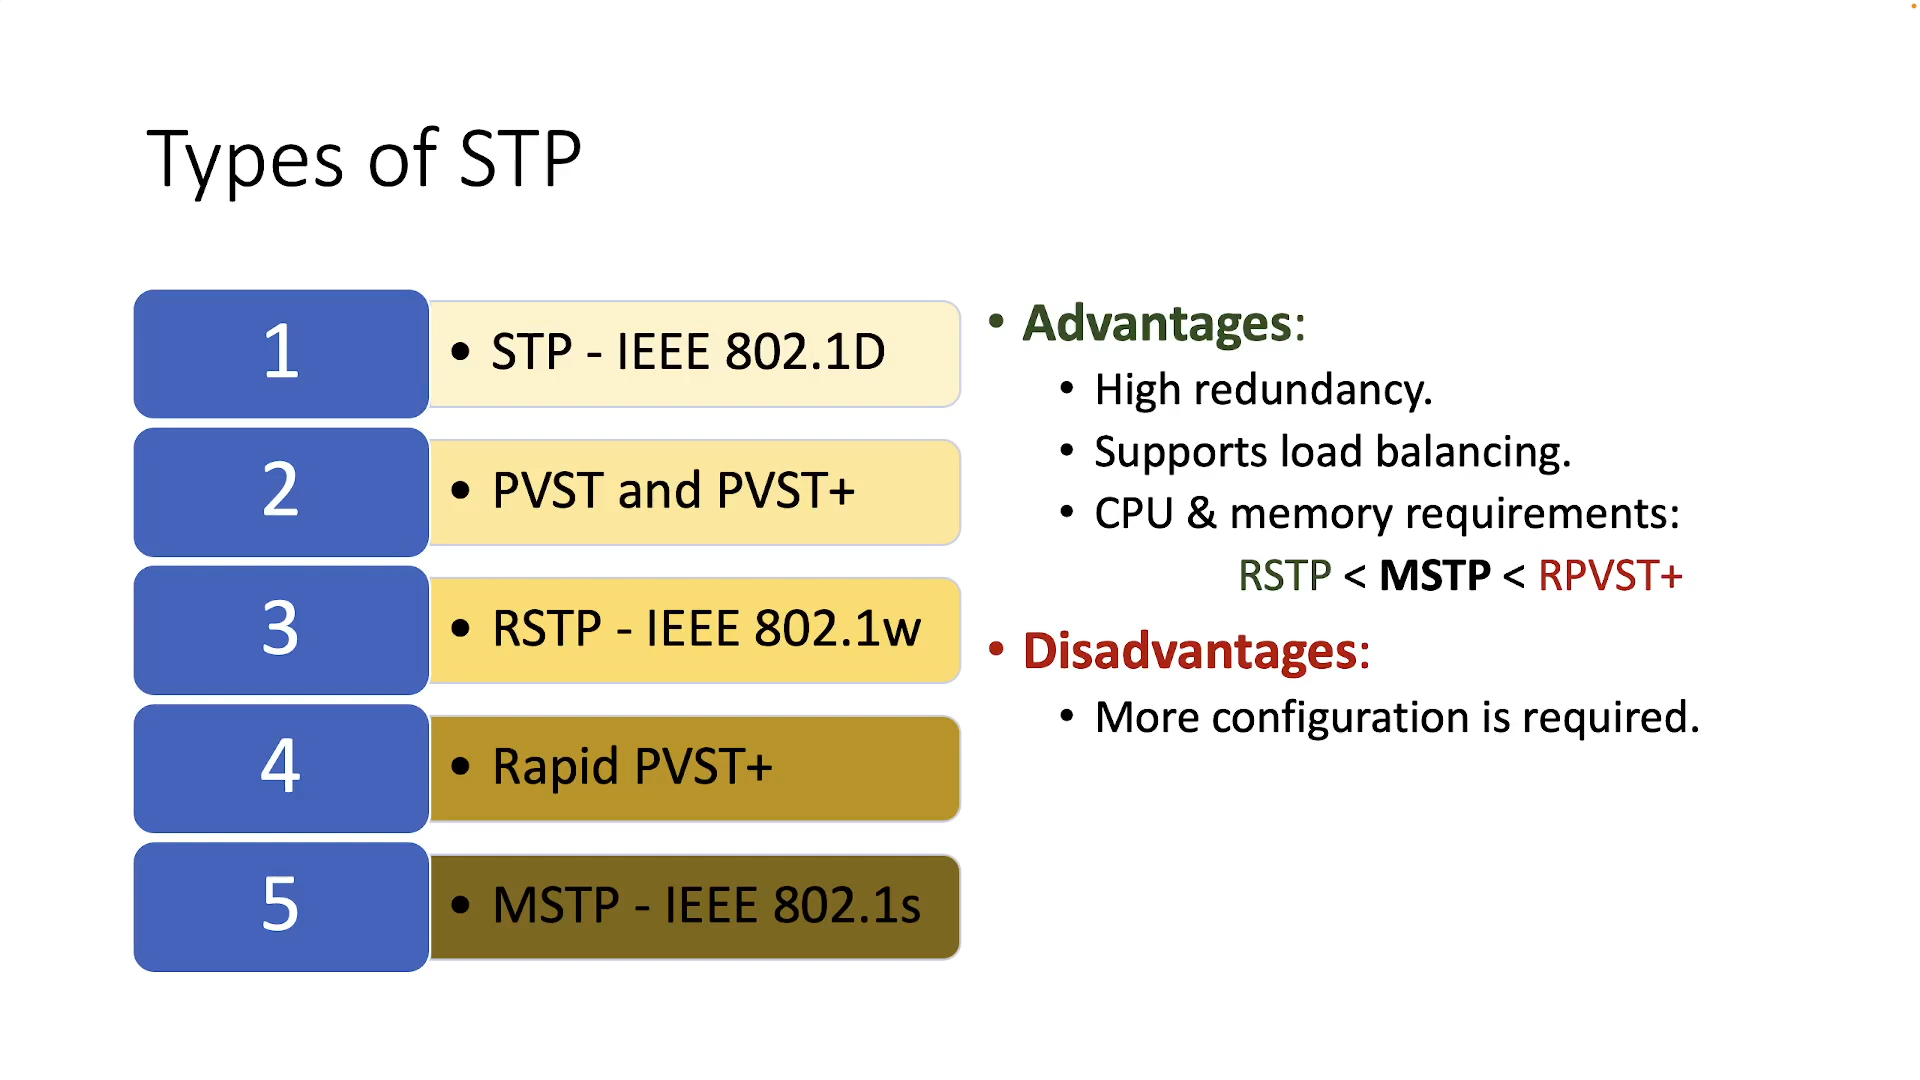 Types of STP
1
• STP - IEEE 802.1D
2
• PVST and PVST+
3
• RSTP - IEEE 802.1w
4
• Rapid PVST+
5
• MSTP - IEEE 802.1s
• Advantages:
• High redundancy.
• Supports load balancing.
• CPU & memory requirements:
RSTP < MSTP < RPVST+
• Disadvantages:
• More configuration is required.